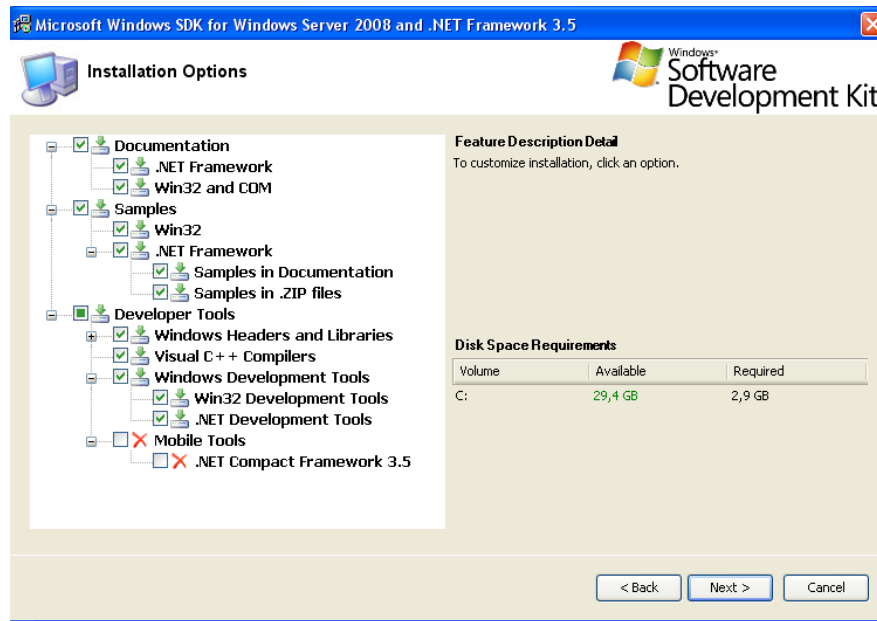 Microsoft Windows SDK for Windows Server 2008 and .NET Framework 3.5
Installation Options
Windows®
Software
Development Kit
Documentation
.NET Framework
Win32 and COM
Samples
Win32
.NET Framework
Samples in Documentation
Samples in .ZIP files
Developer Tools
Windows Headers and Libraries
Visual C++ Compilers
Windows Development Tools
Win32 Development Tools
.NET Development Tools
Mobile Tools
.NET Compact Framework 3.5
Feature Description Detail
To customize installation, click an option.
Disk Space Requirements
Volume Available Required
C: 29,4 GB 2,9 GB
< Back Next > Cancel